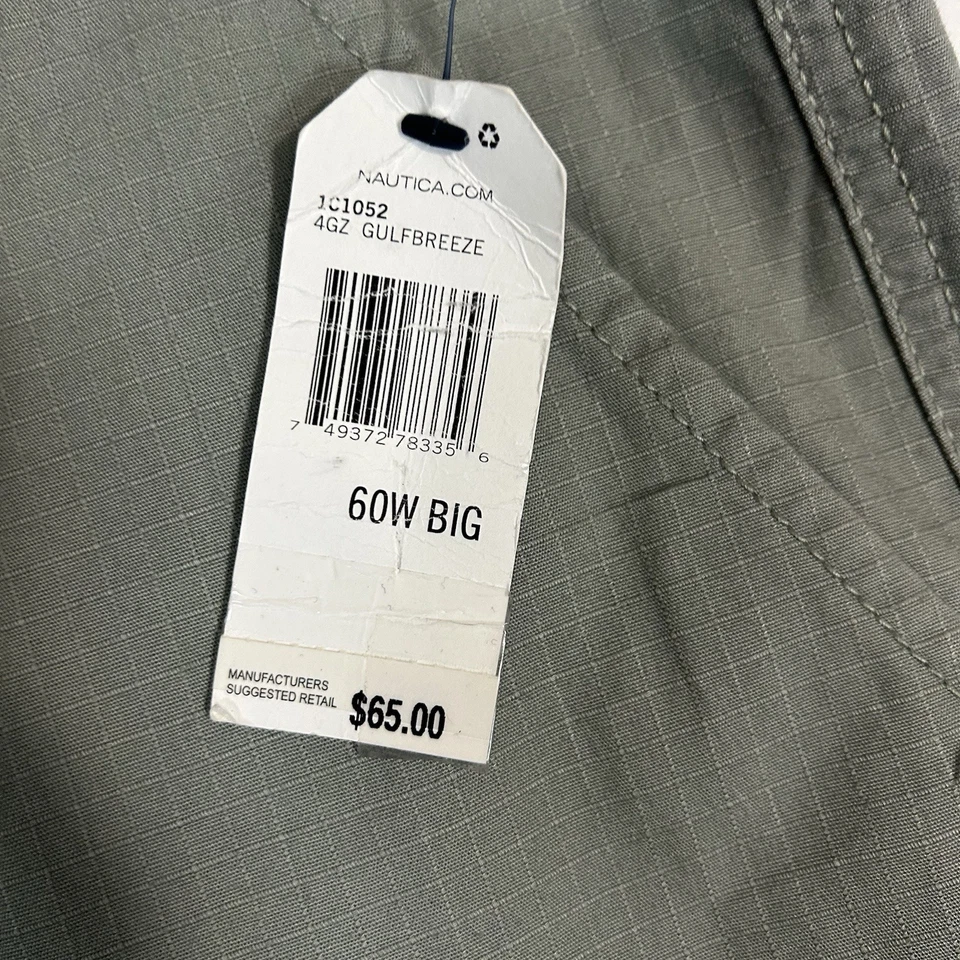 NAUTICA.COM
1C1052
4GZ GULFBREEZE
7 49372 78335 6
60W BIG
MANUFACTURERS
SUGGESTED RETAIL $65.00